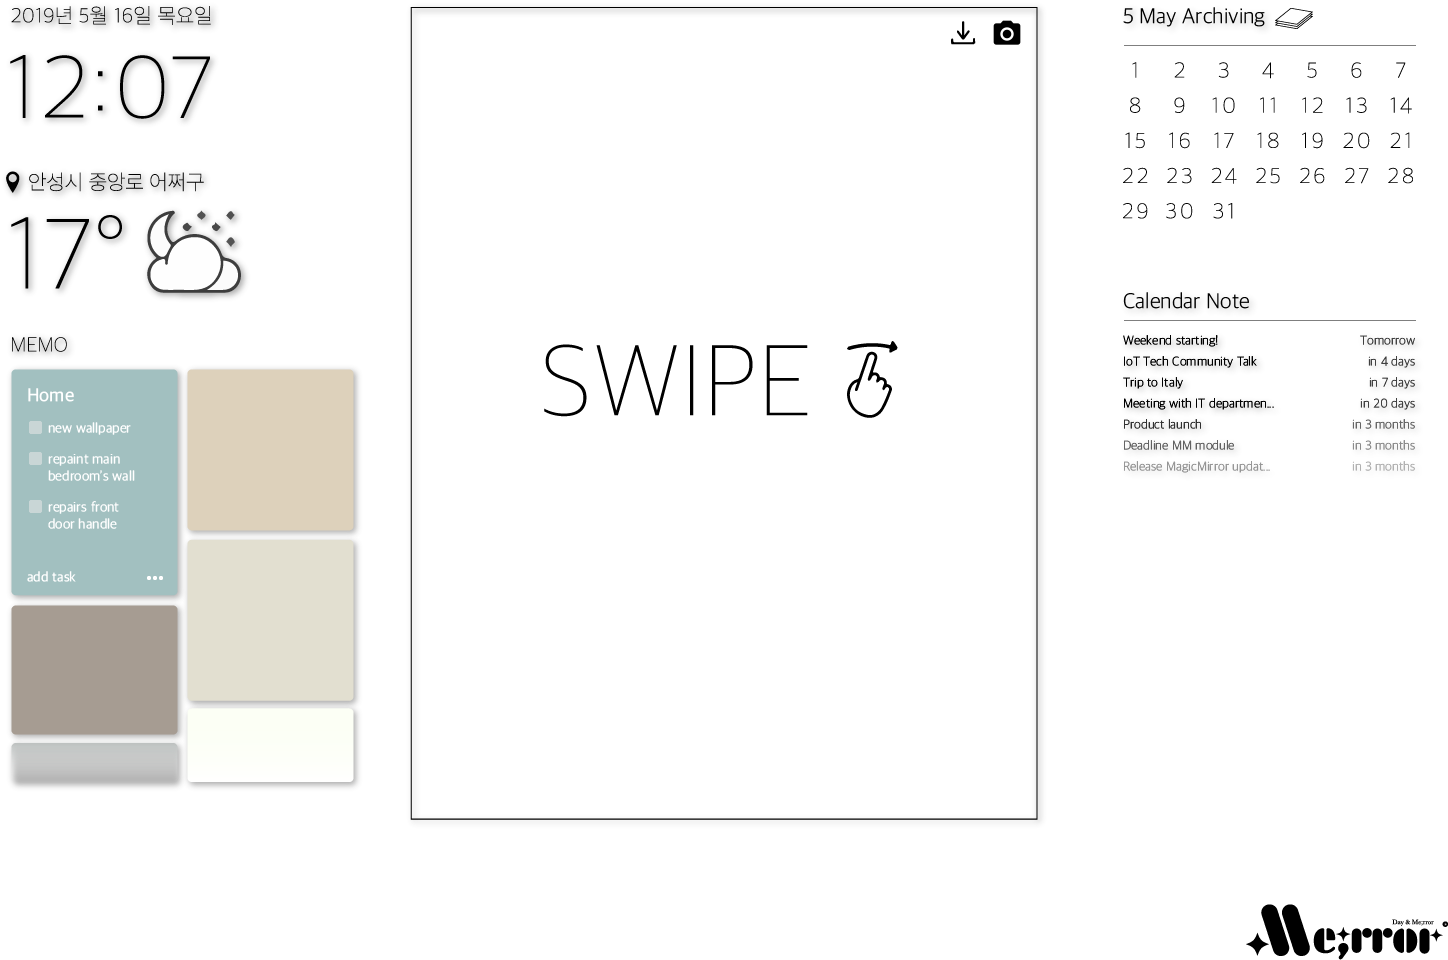 2019년 5월 16일 목요일
12:07
안성시 중앙로 어쩌구
17°
MEMO
Home
new wallpaper
repaint main
bedroom's wall
repairs front
door handle
add task
SWIPE
5 May Archiving
1 2 3 4 5 6 7
8 9 10 11 12 13 14
15 16 17 18 19 20 21
22 23 24 25 26 27 28
29 30 31
Calendar Note
Weekend starting! Tomorrow
IoT Tech Community Talk in 4 days
Trip to Italy in 7 days
Meeting with IT departmen... in 20 days
Product launch in 3 months
Deadline MM module in 3 months
Release MagicMirror updat... in 3 months
Day & Me;rror
Me;rror